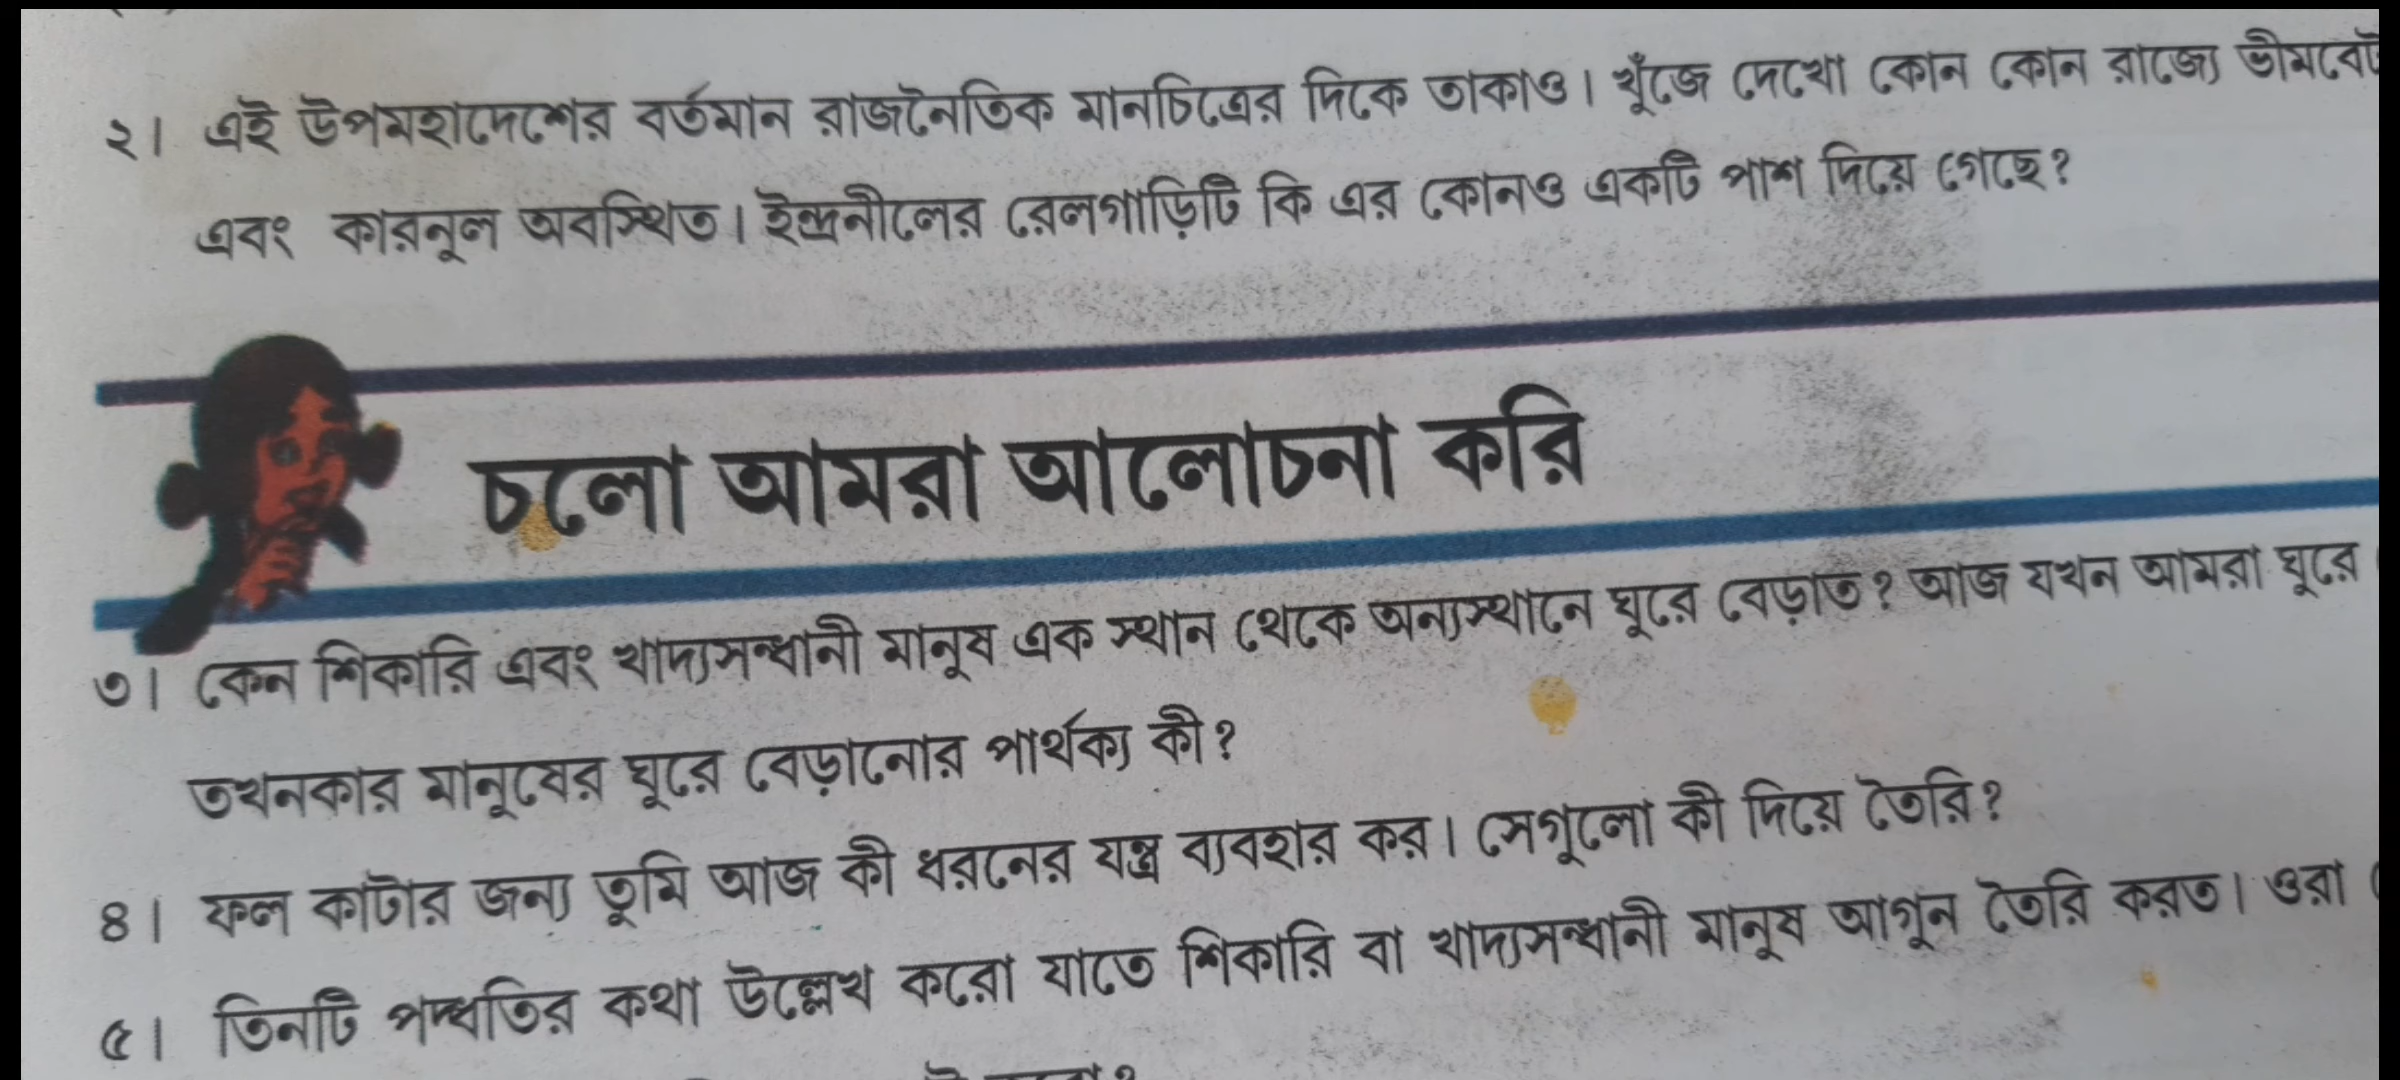 ২। এই উপমহাদেশের বর্তমান রাজনৈতিক মানচিত্রের দিকে তাকাও। খুঁজে দেখো কোন কোন রাজ্যে
এবং কারনুল অবস্থিত। ইন্দ্রনীলের রেলগাড়িটি কি এর কোনও একটি পাশ দিয়ে গেছে?
চলো আমরা আলোচনা করি
৩। কেন শিকারি এবং খাদ্যসন্ধানী মানুষ এক স্থান থেকে অন্যস্থানে ঘুরে বেড়াত? আজ যখন আমরা ঘুরে
তখনকার মানুষের ঘুরে বেড়ানোর পার্থক্য কী?
৪। ফল কাটার জন্য তুমি আজ কী ধরনের যন্ত্র ব্যবহার কর। সেগুলো কী দিয়ে তৈরি?
৫। তিনটি পদ্ধতির কথা উল্লেখ করো যাতে শিকারি বা খাদ্যসন্ধানী মানুষ আগুন তৈরি করত। ওরা